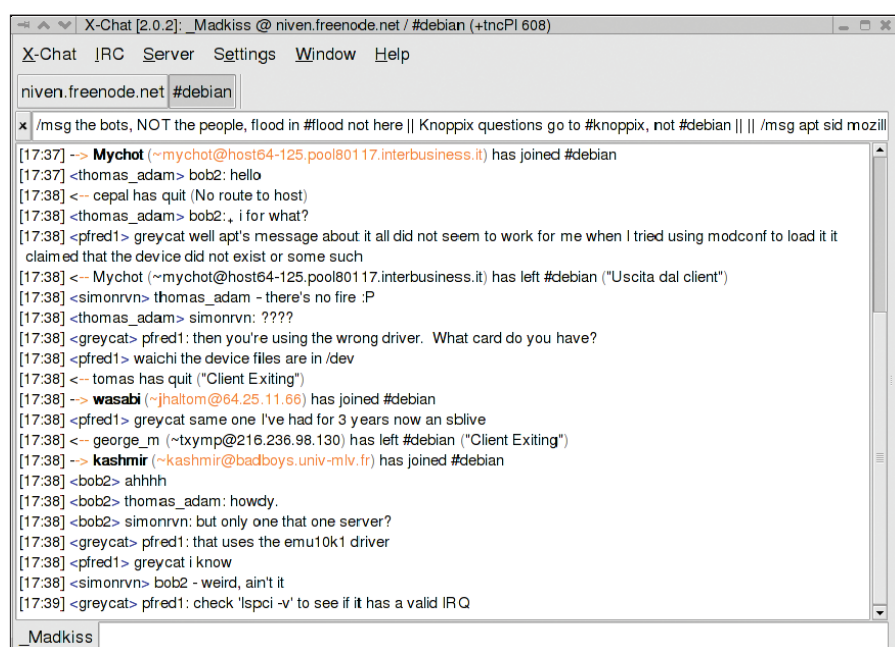 X-Chat [2.0.2]: _Madkiss @ niven.freenode.net / #debian (+tncPI 608)
X-Chat IRC Server Settings Window Help
niven.freenode.net #debian
x /msg the bots, NOT the people, flood in #flood not here || Knoppix questions go to #knoppix, not #debian || || /msg apt sid mozill
[17:37] --> Mychot (~mychot@host64-125.pool80117.interbusiness.it) has joined #debian
[17:37] <thomas_adam> bob2: hello
[17:38] <-- cepal has quit (No route to host)
[17:38] <thomas_adam> bob2:, i for what?
[17:38] <pfred1> greycat well apt's message about it all did not seem to work for me when I tried using modconf to load it it
claimed that the device did not exist or some such
[17:38] <-- Mychot (~mychot@host64-125.pool80117.interbusiness.it) has left #debian ("Uscita dal client")
[17:38] <simonrvn> thomas_adam - there's no fire :P
[17:38] <thomas_adam> simonrvn: ????
[17:38] <greycat> pfred1: then you're using the wrong driver. What card do you have?
[17:38] <pfred1> waichi the device files are in /dev
[17:38] <-- tomas has quit ("Client Exiting")
[17:38] --> wasabi (~jhaltom@64.25.11.66) has joined #debian
[17:38] <pfred1> greycat same one I've had for 3 years now an sblive
[17:38] <-- george_m (~txymp@216.236.98.130) has left #debian ("Client Exiting")
[17:38] --> kashmir (~kashmir@badboys.univ-mlv.fr) has joined #debian
[17:38] <bob2> ahhhh
[17:38] <bob2> thomas_adam: howdy.
[17:38] <bob2> simonrvn: but only one that one server?
[17:38] <greycat> pfred1: that uses the emu10k1 driver
[17:38] <pfred1> greycat i know
[17:38] <simonrvn> bob2 - weird, ain't it
[17:39] <greycat> pfred1: check 'lspci -v' to see if it has a valid IRQ
_Madkiss